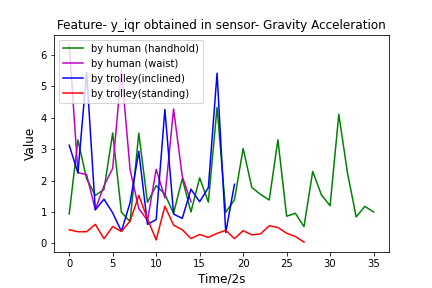 Feature- y_iqr obtained in sensor- Gravity Acceleration
by human (handhold)
by human (waist)
by trolley(inclined)
by trolley(standing)
Value
6
5
4
3
2
1
0
0 5 10 15 20 25 30 35
Time/2s